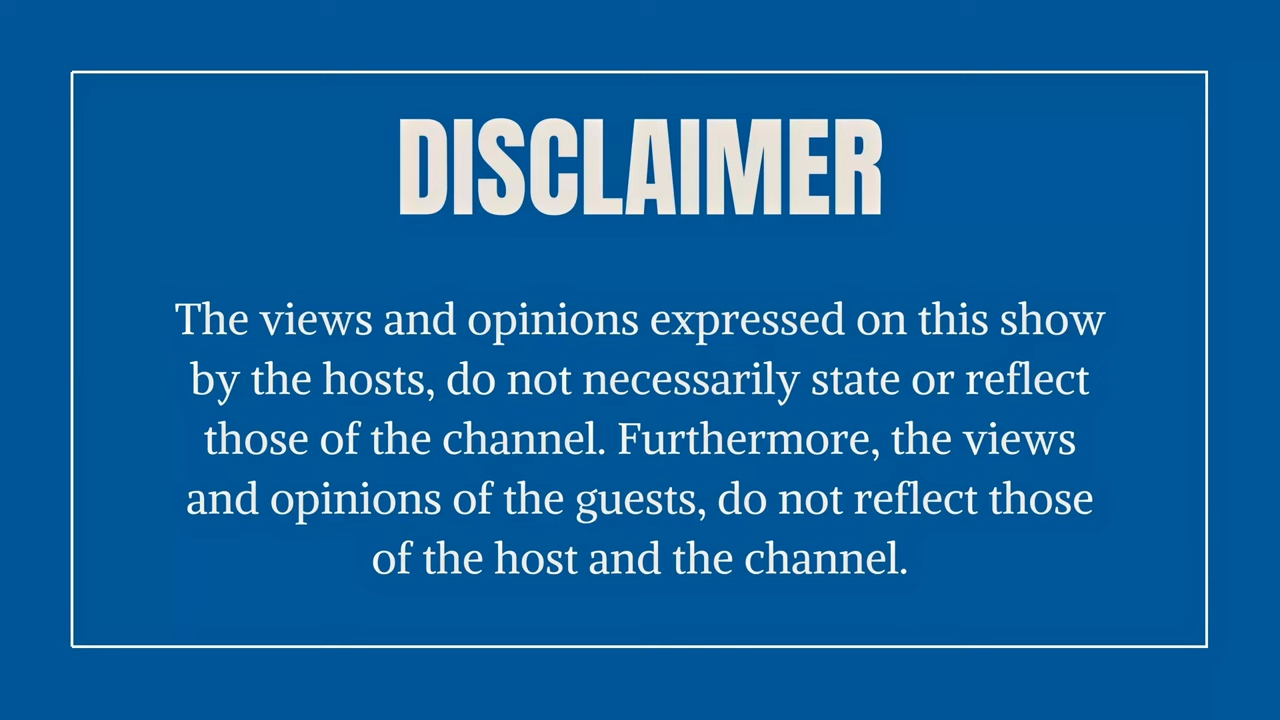 DISCLAIMER
The views and opinions expressed on this show
by the hosts, do not necessarily state or reflect
those of the channel. Furthermore, the views
and opinions of the guests, do not reflect those
of the host and the channel.